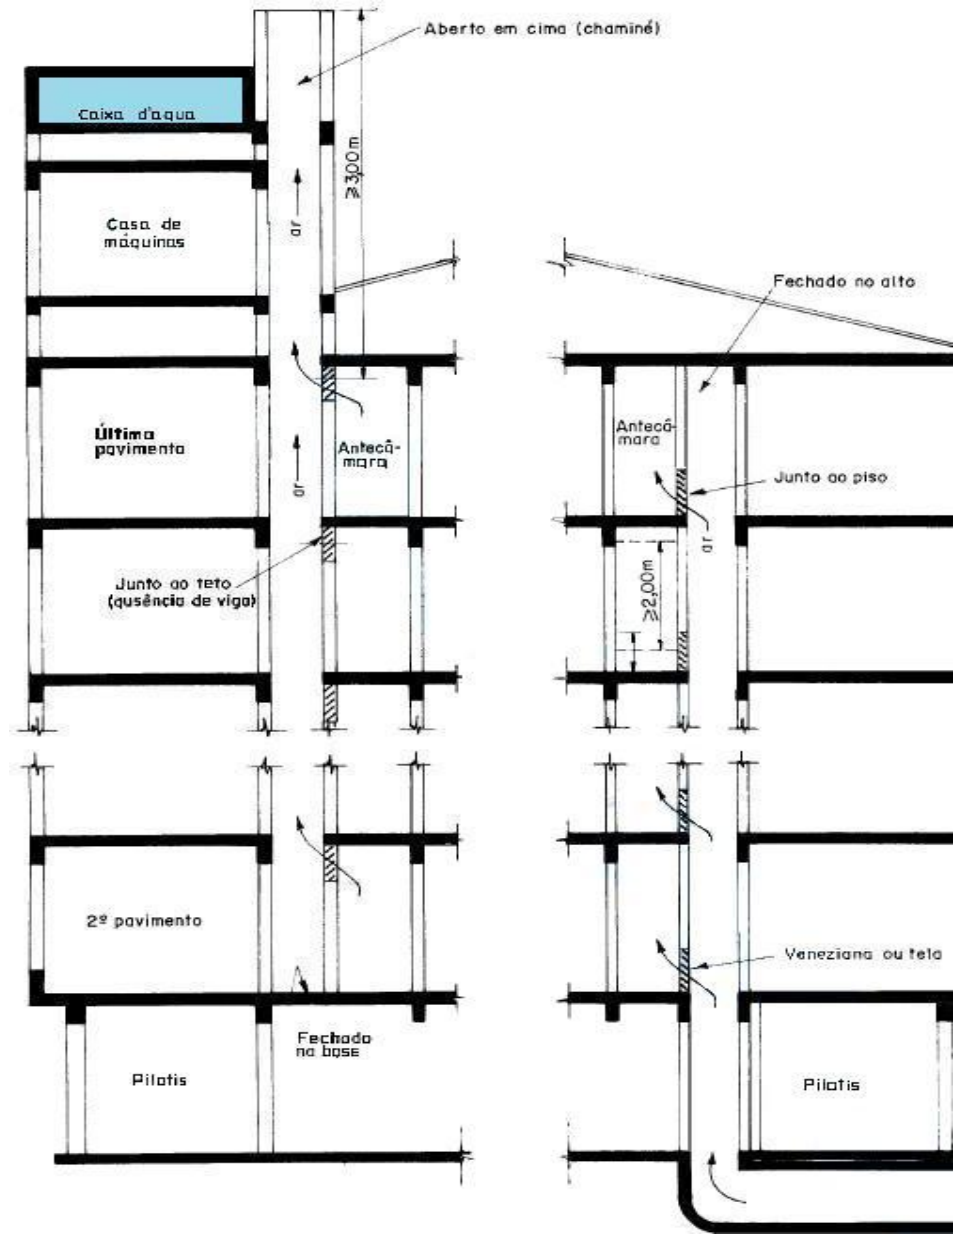 Aberto em cima (chaminé)
Caixa d'agua
≥3,00m
ar
Casa de
máquinas
Fechado no alto
Última
pavimento
ar
Antecâ-
mara
Antecâ-
mara
Junto ao piso
ar
≥2,00m
Junto ao teto
(ausência de viga)
2º pavimento
Veneziana ou tela
Fechado
na base
Pilotis
Pilotis